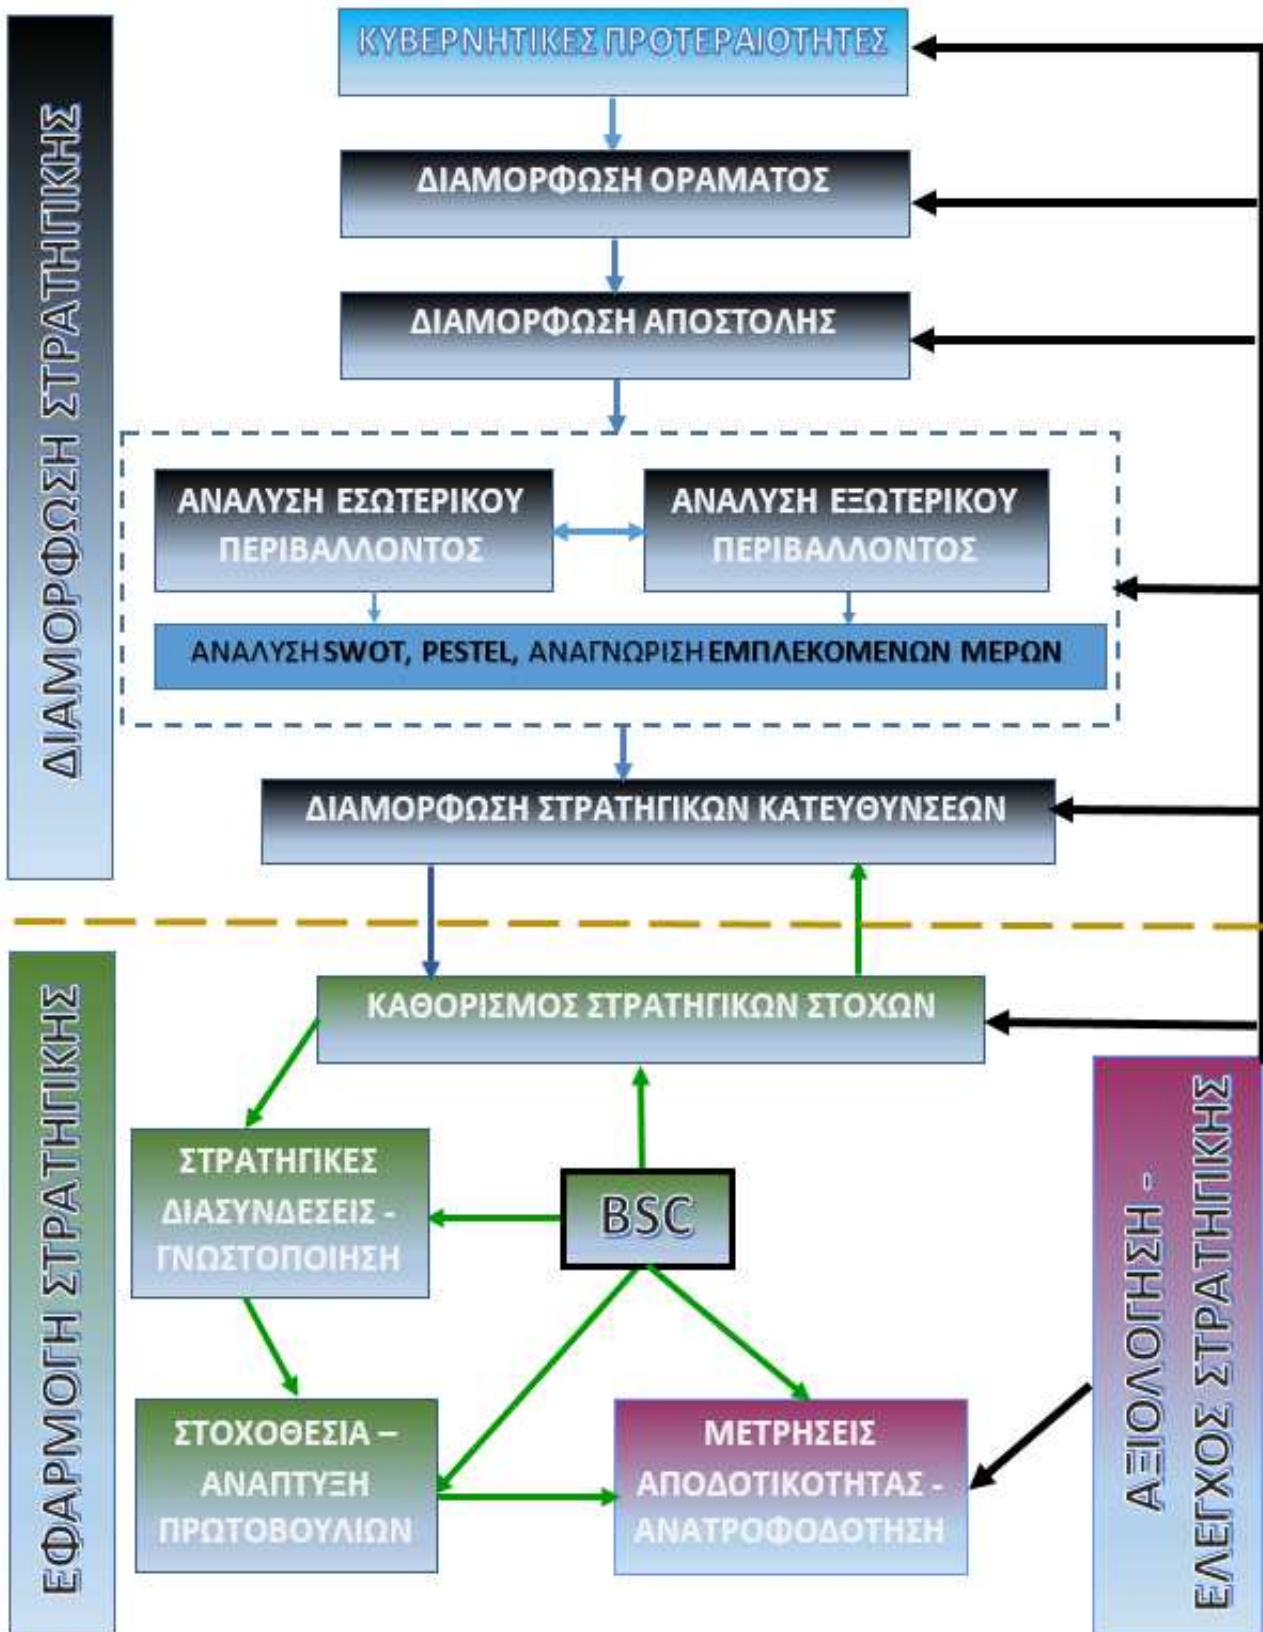 ΚΥΒΕΡΝΗΤΙΚΕΣ ΠΡΟΤΕΡΑΙΟΤΗΤΕΣ
ΔΙΑΜΟΡΦΩΣΗ ΣΤΡΑΤΗΓΙΚΗΣ
ΔΙΑΜΟΡΦΩΣΗ ΟΡΑΜΑΤΟΣ
ΔΙΑΜΟΡΦΩΣΗ ΑΠΟΣΤΟΛΗΣ
ΑΝΑΛΥΣΗ ΕΣΩΤΕΡΙΚΟΥ
ΠΕΡΙΒΑΛΛΟΝΤΟΣ
ΑΝΑΛΥΣΗ ΕΞΩΤΕΡΙΚΟΥ
ΠΕΡΙΒΑΛΛΟΝΤΟΣ
ΑΝΑΛΥΣΗ SWOT, PESTEL, ΑΝΑΓΝΩΡΙΣΗ ΕΜΠΛΕΚΟΜΕΝΩΝ ΜΕΡΩΝ
ΔΙΑΜΟΡΦΩΣΗ ΣΤΡΑΤΗΓΙΚΩΝ ΚΑΤΕΥΘΥΝΣΕΩΝ
ΕΦΑΡΜΟΓΗ ΣΤΡΑΤΗΓΙΚΗΣ
ΚΑΘΟΡΙΣΜΟΣ ΣΤΡΑΤΗΓΙΚΩΝ ΣΤΟΧΩΝ
ΣΤΡΑΤΗΓΙΚΕΣ
ΔΙΑΣΥΝΔΕΣΕΙΣ -
ΓΝΩΣΤΟΠΟΙΗΣΗ
BSC
ΑΞΙΟΛΟΓΗΣΗ -
ΕΛΕΓΧΟΣ ΣΤΡΑΤΗΓΙΚΗΣ
ΣΤΟΧΟΘΕΣΙΑ –
ΑΝΑΠΤΥΞΗ
ΠΡΩΤΟΒΟΥΛΙΩΝ
ΜΕΤΡΗΣΕΙΣ
ΑΠΟΔΟΤΙΚΟΤΗΤΑΣ -
ΑΝΑΤΡΟΦΟΔΟΤΗΣΗ